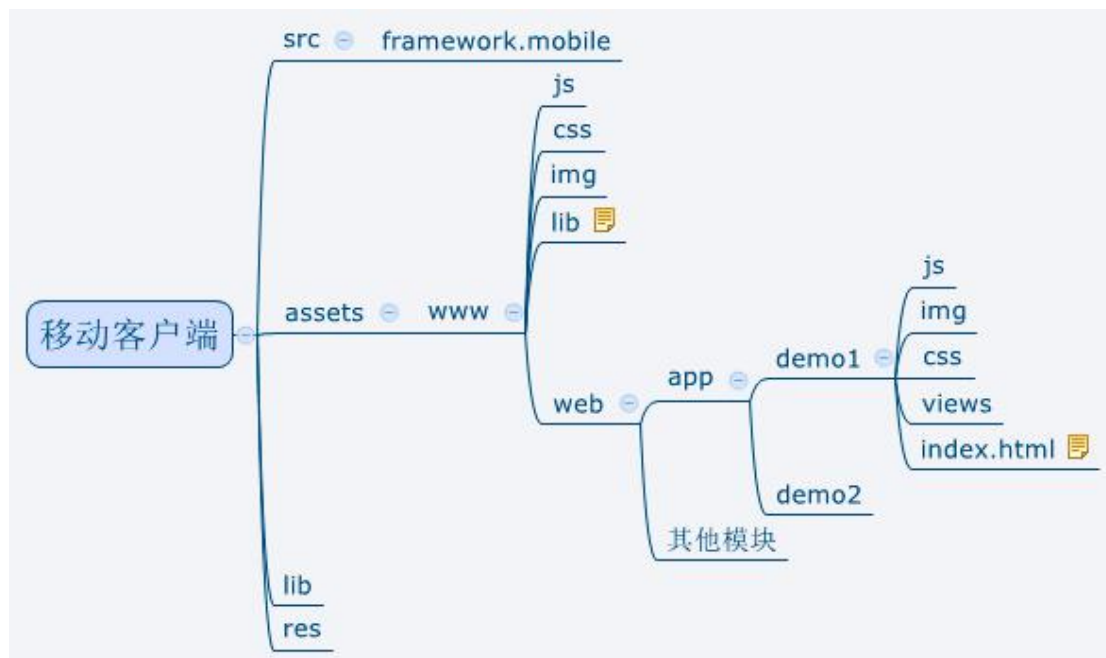 移动客户端
src
framework.mobile
assets
www
js
css
img
lib
web
app
demo1
js
img
css
views
index.html
demo2
其他模块
lib
res